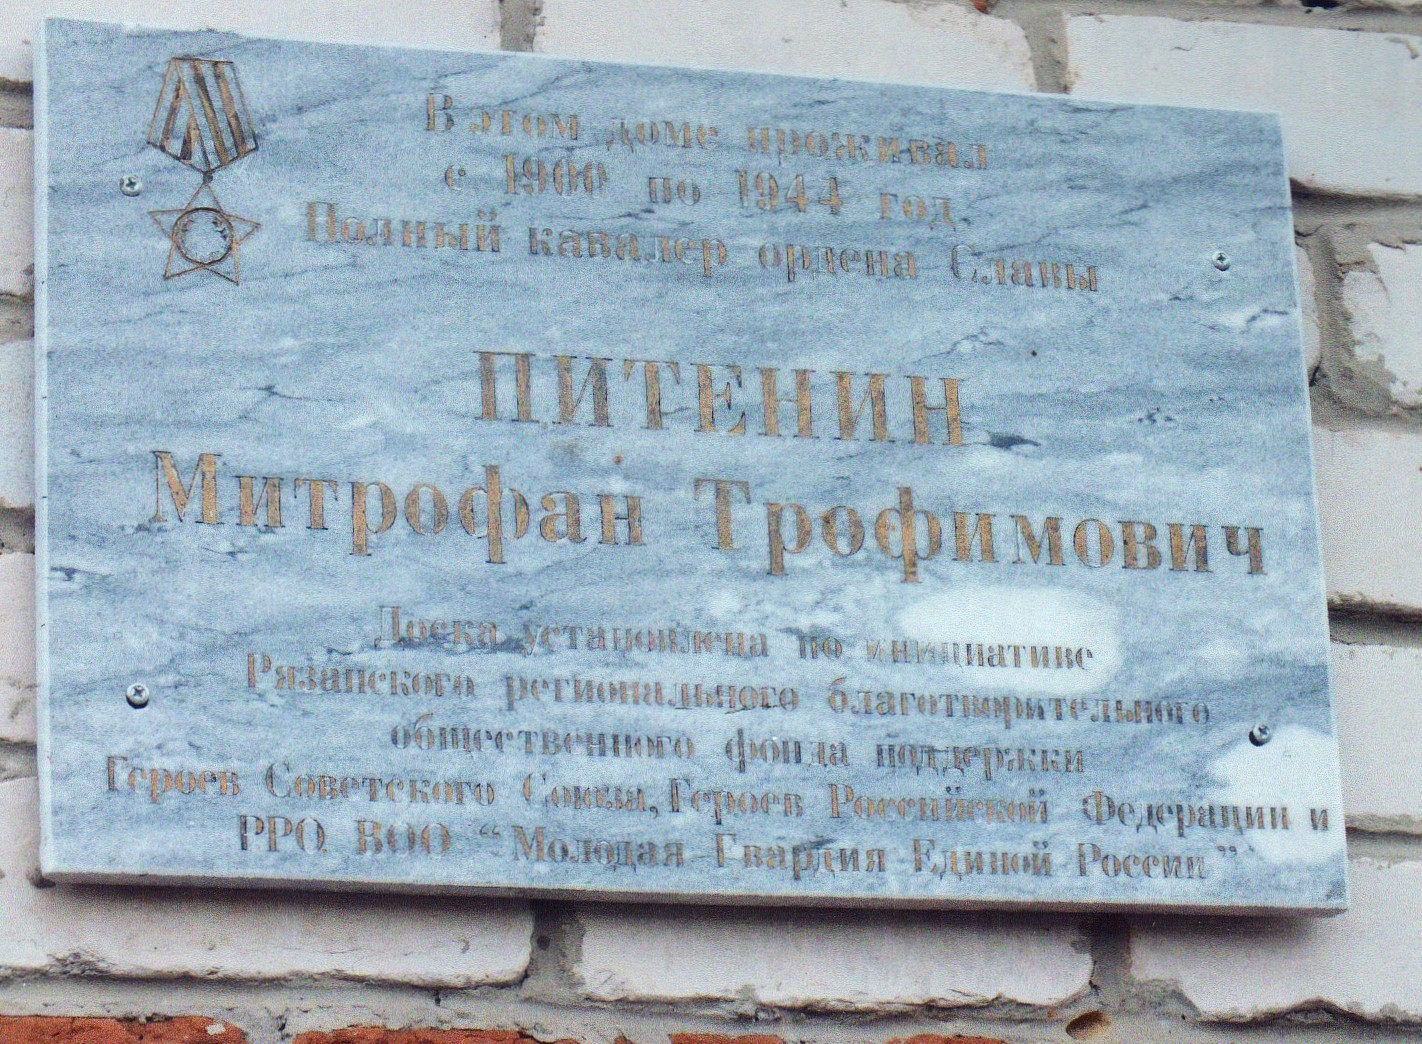 В этом доме проживал
с 1900 по 1944 год
Полный кавалер ордена Славы
ПИТЕНИН
Митрофан Трофимович
Доска установлена по инициативе
Рязанского регионального благотворительного
общественного фонда поддержки
Героев Советского Союза, Героев Российской Федерации и
РРО ВОО “Молодая Гвардия Единой России”